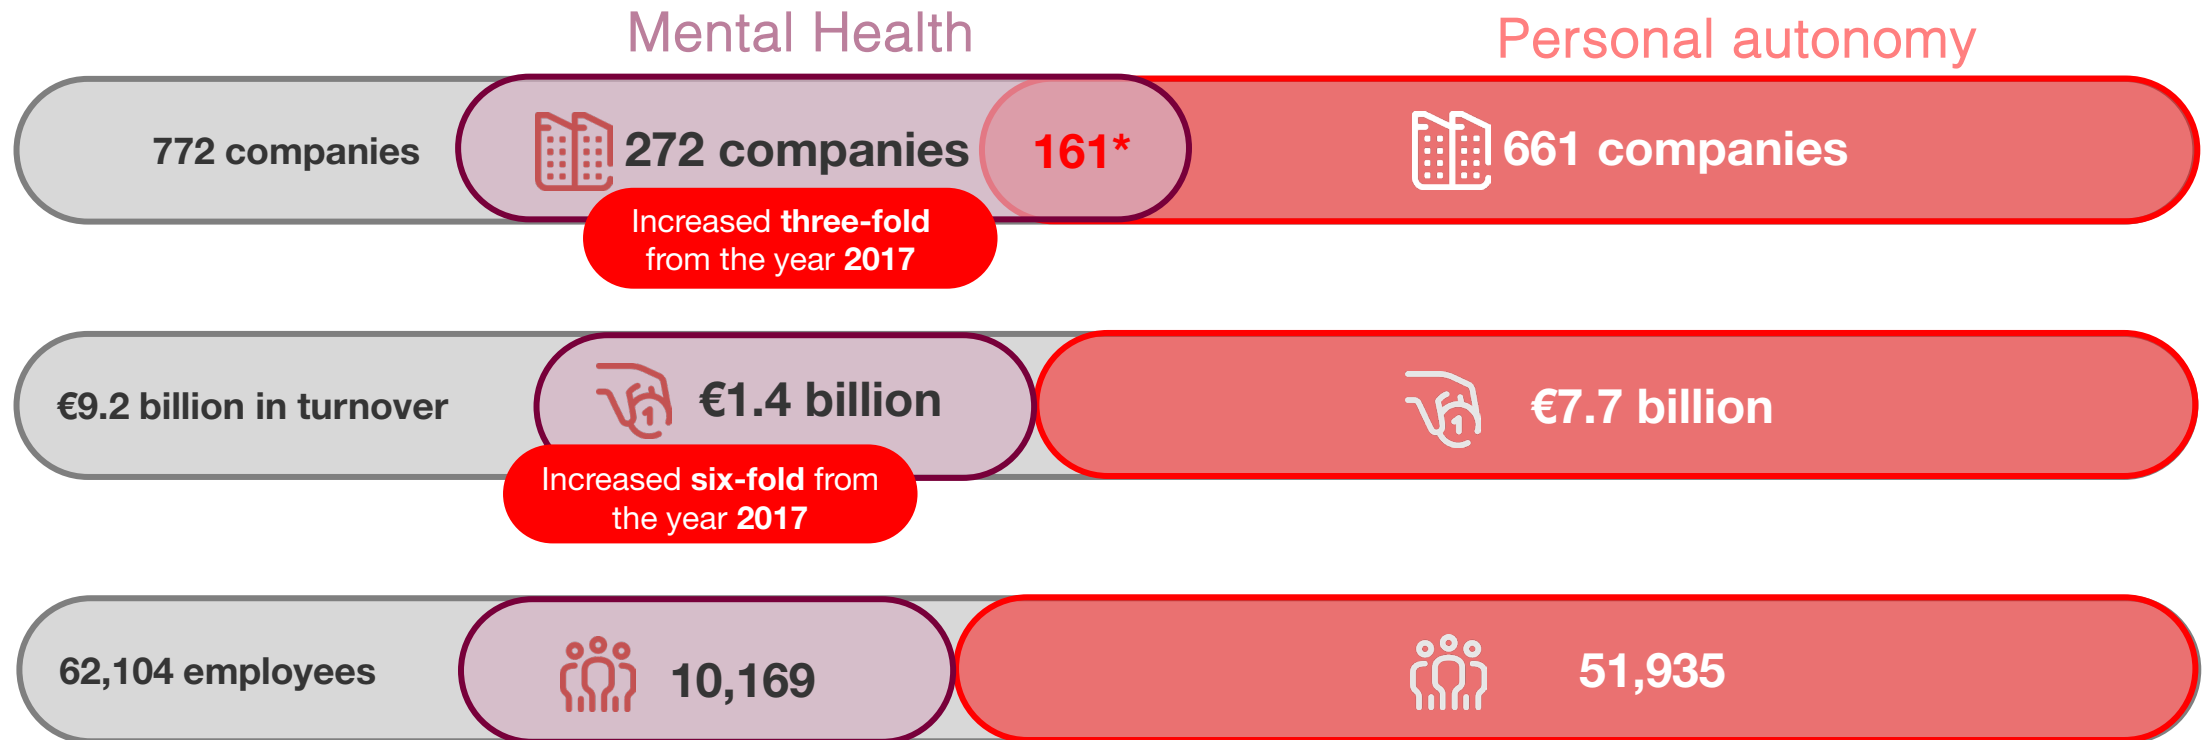 Mental Health
Personal autonomy
772 companies
272 companies
161*
661 companies
Increased three-fold
from the year 2017
€9.2 billion in turnover
€1.4 billion
€7.7 billion
Increased six-fold from
the year 2017
62,104 employees
10,169
51,935